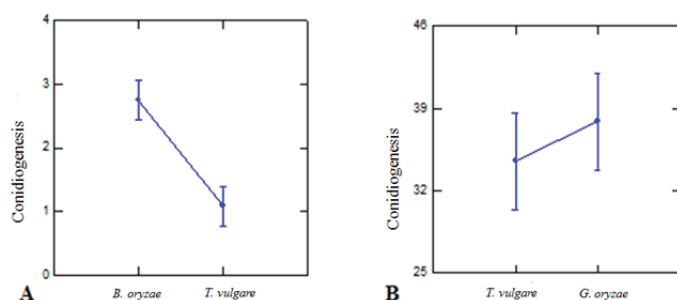 4
3
2
1
0
Conidiogenesis
A
B. oryzae
T. vulgare
46
39
32
25
Conidiogenesis
B
T. vulgare
G. oryzae